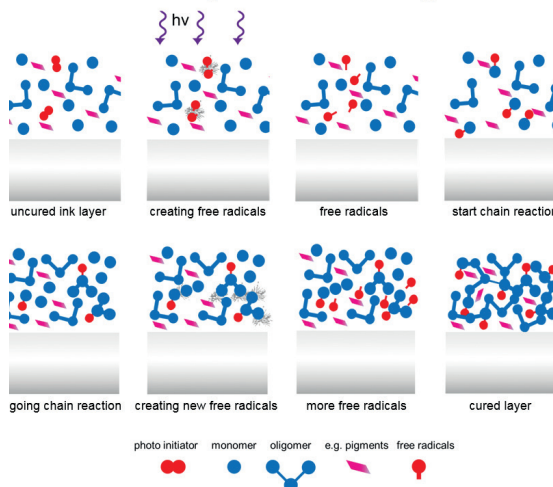 hν
uncured ink layer
creating free radicals
free radicals
start chain reaction
going chain reaction
creating new free radicals
more free radicals
cured layer
photo initiator
monomer
oligomer
e.g. pigments
free radicals